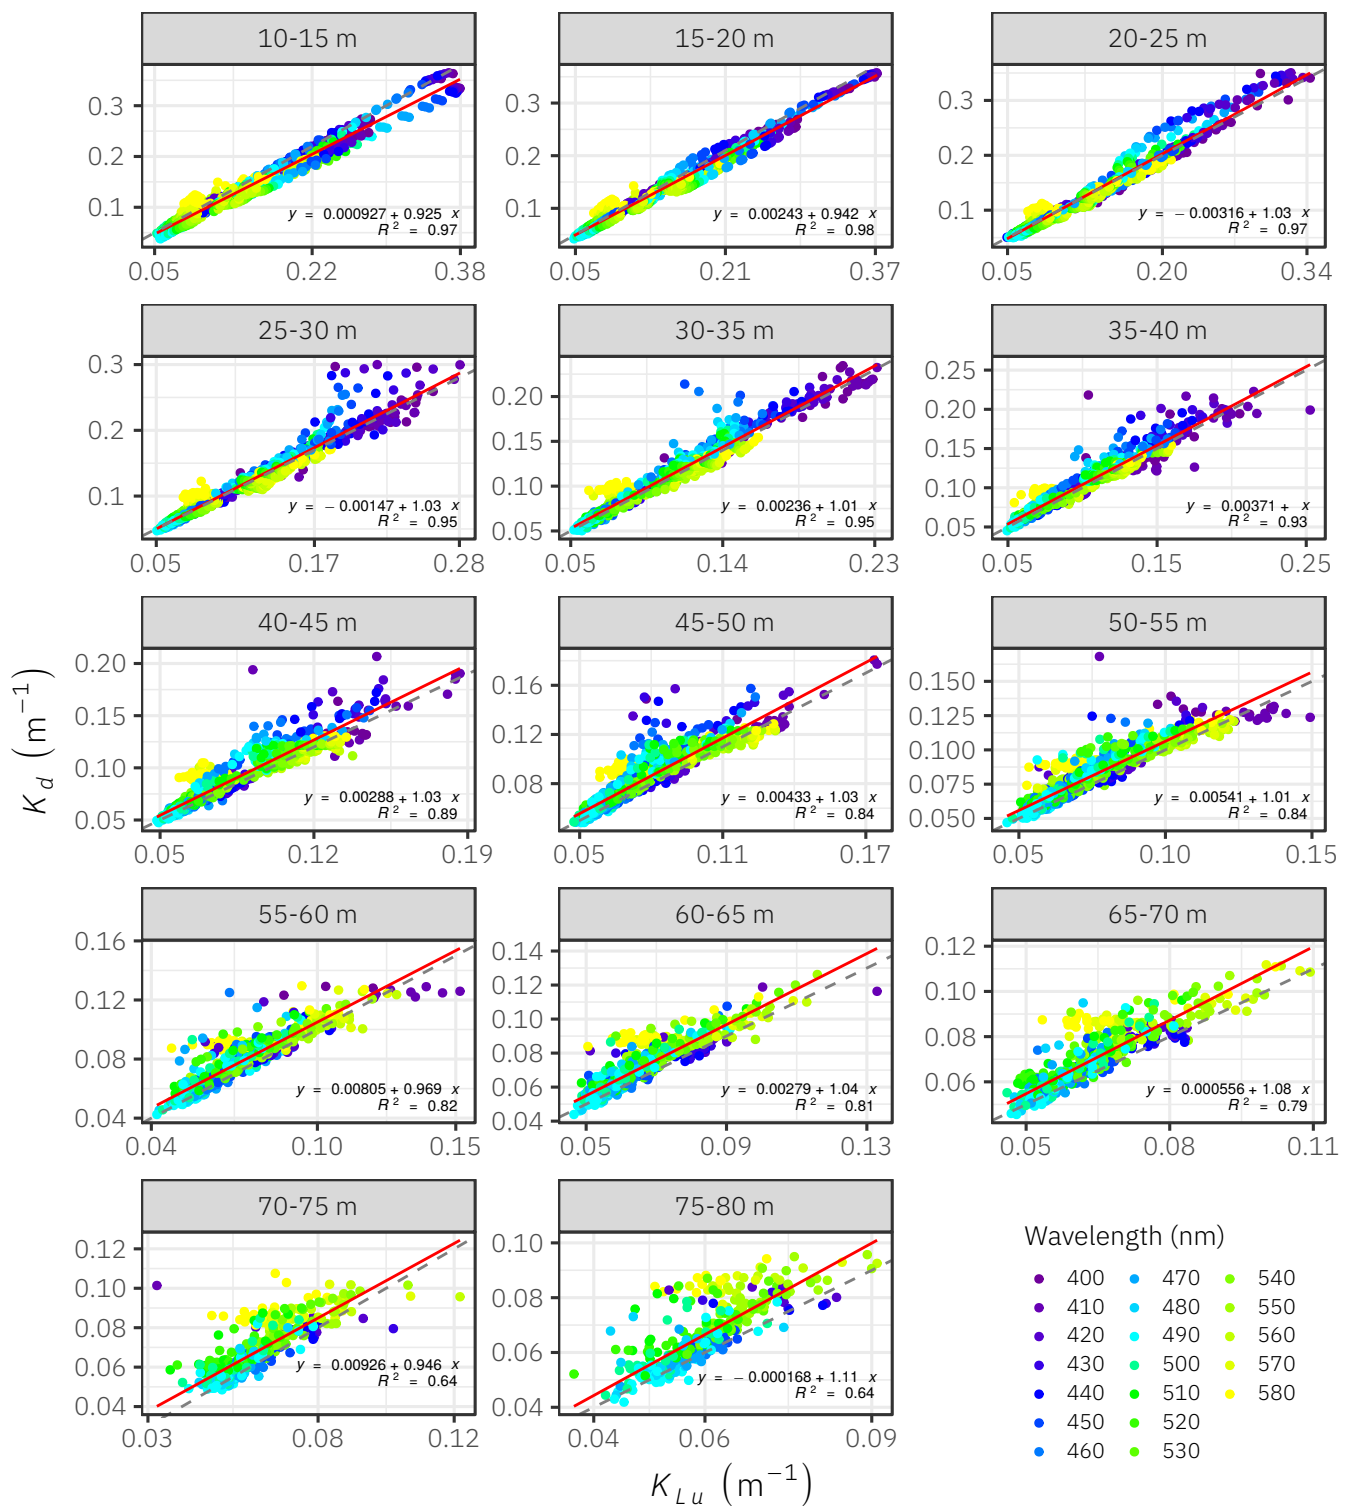 10-15 m
15-20 m
20-25 m
0.3
0.2
0.1
y = 0.000927 + 0.925 x
R² = 0.97
0.05
0.22
0.38
0.3
0.2
0.1
y = 0.00243 + 0.942 x
R² = 0.98
0.05
0.21
0.37
0.3
0.2
0.1
y = − 0.00316 + 1.03 x
R² = 0.97
0.05
0.20
0.34
25-30 m
30-35 m
35-40 m
0.3
0.2
0.1
y = − 0.00147 + 1.03 x
R² = 0.95
0.05
0.17
0.28
0.20
0.15
0.10
0.05
y = 0.00236 + 1.01 x
R² = 0.95
0.05
0.14
0.23
0.25
0.20
0.15
0.10
0.05
y = 0.00371 + x
R² = 0.93
0.05
0.15
0.25
40-45 m
45-50 m
50-55 m
0.20
0.15
0.10
0.05
y = 0.00288 + 1.03 x
R² = 0.89
0.05
0.12
0.19
0.16
0.12
0.08
y = 0.00433 + 1.03 x
R² = 0.84
0.05
0.11
0.17
0.150
0.125
0.100
0.075
0.050
y = 0.00541 + 1.01 x
R² = 0.84
0.05
0.10
0.15
K_d (m⁻¹)
55-60 m
60-65 m
65-70 m
0.16
0.12
0.08
0.04
y = 0.00805 + 0.969 x
R² = 0.82
0.04
0.10
0.15
0.14
0.12
0.10
0.08
0.06
0.04
y = 0.00279 + 1.04 x
R² = 0.81
0.05
0.09
0.13
0.12
0.10
0.08
0.06
y = 0.000556 + 1.08 x
R² = 0.79
0.05
0.08
0.11
70-75 m
75-80 m
0.12
0.10
0.08
0.06
0.04
y = 0.00926 + 0.946 x
R² = 0.64
0.03
0.08
0.12
0.10
0.08
0.06
0.04
y = − 0.000168 + 1.11 x
R² = 0.64
0.04
0.06
0.09
K_Lu (m⁻¹)
Wavelength (nm)
400
410
420
430
440
450
460
470
480
490
500
510
520
530
540
550
560
570
580